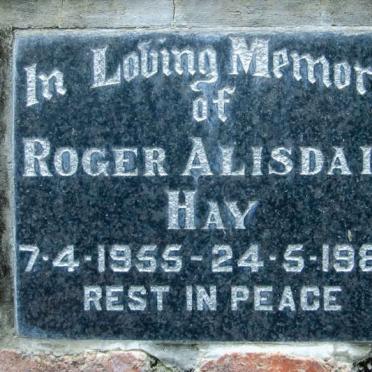 In Loving Memor
of
ROGER ALISDAI
HAY
7-4-1955-24-5-198
REST IN PEACE